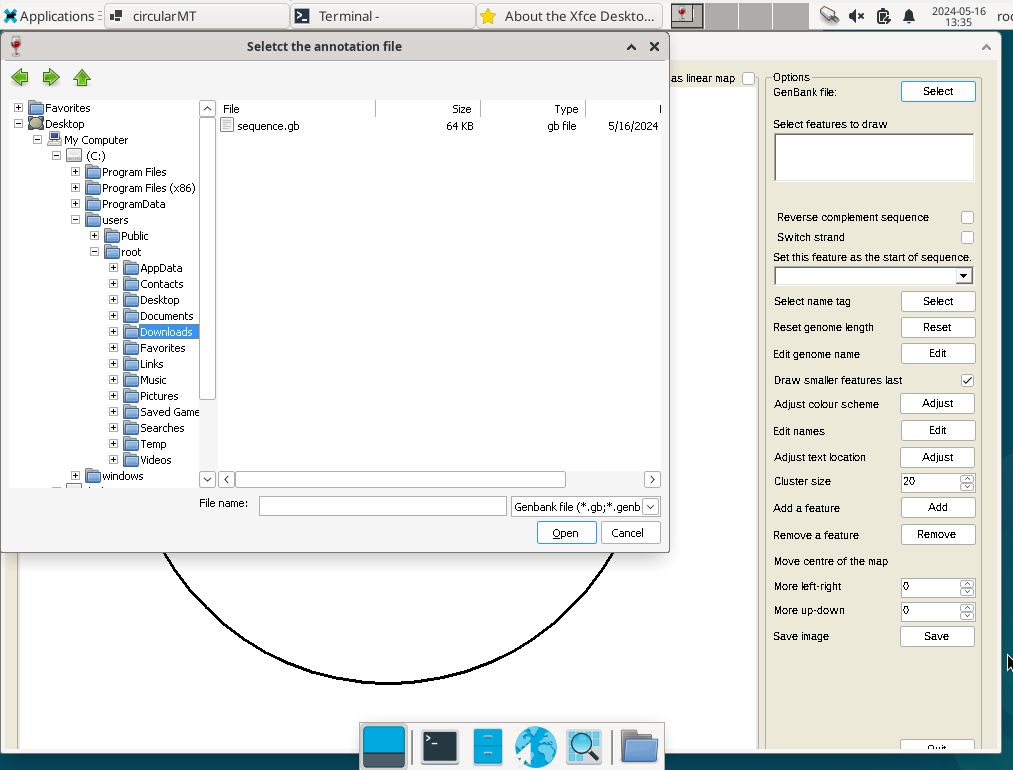 Applications
circularMT
Terminal -
About the Xfce Deskto...
2024-05-16
13:35
Seletct the annotation file
as linear map
Options
GenBank file:
Select
Favorites
Desktop
My Computer
(C:)
Program Files
Program Files (x86)
ProgramData
users
Public
root
AppData
Contacts
Desktop
Documents
Downloads
Favorites
Links
Music
Pictures
Saved Game
Searches
Temp
Videos
windows
File
Size
Type
sequence.gb
64 KB
gb file
5/16/2024
File name:
Genbank file (*.gb;*.genb
Open
Cancel
Select features to draw
Reverse complement sequence
Switch strand
Set this feature as the start of sequence.
Select name tag
Select
Reset genome length
Reset
Edit genome name
Edit
Draw smaller features last
Adjust colour scheme
Adjust
Edit names
Edit
Adjust text location
Adjust
Cluster size
20
Add a feature
Add
Remove a feature
Remove
Move centre of the map
More left-right
0
More up-down
0
Save image
Save
Quit